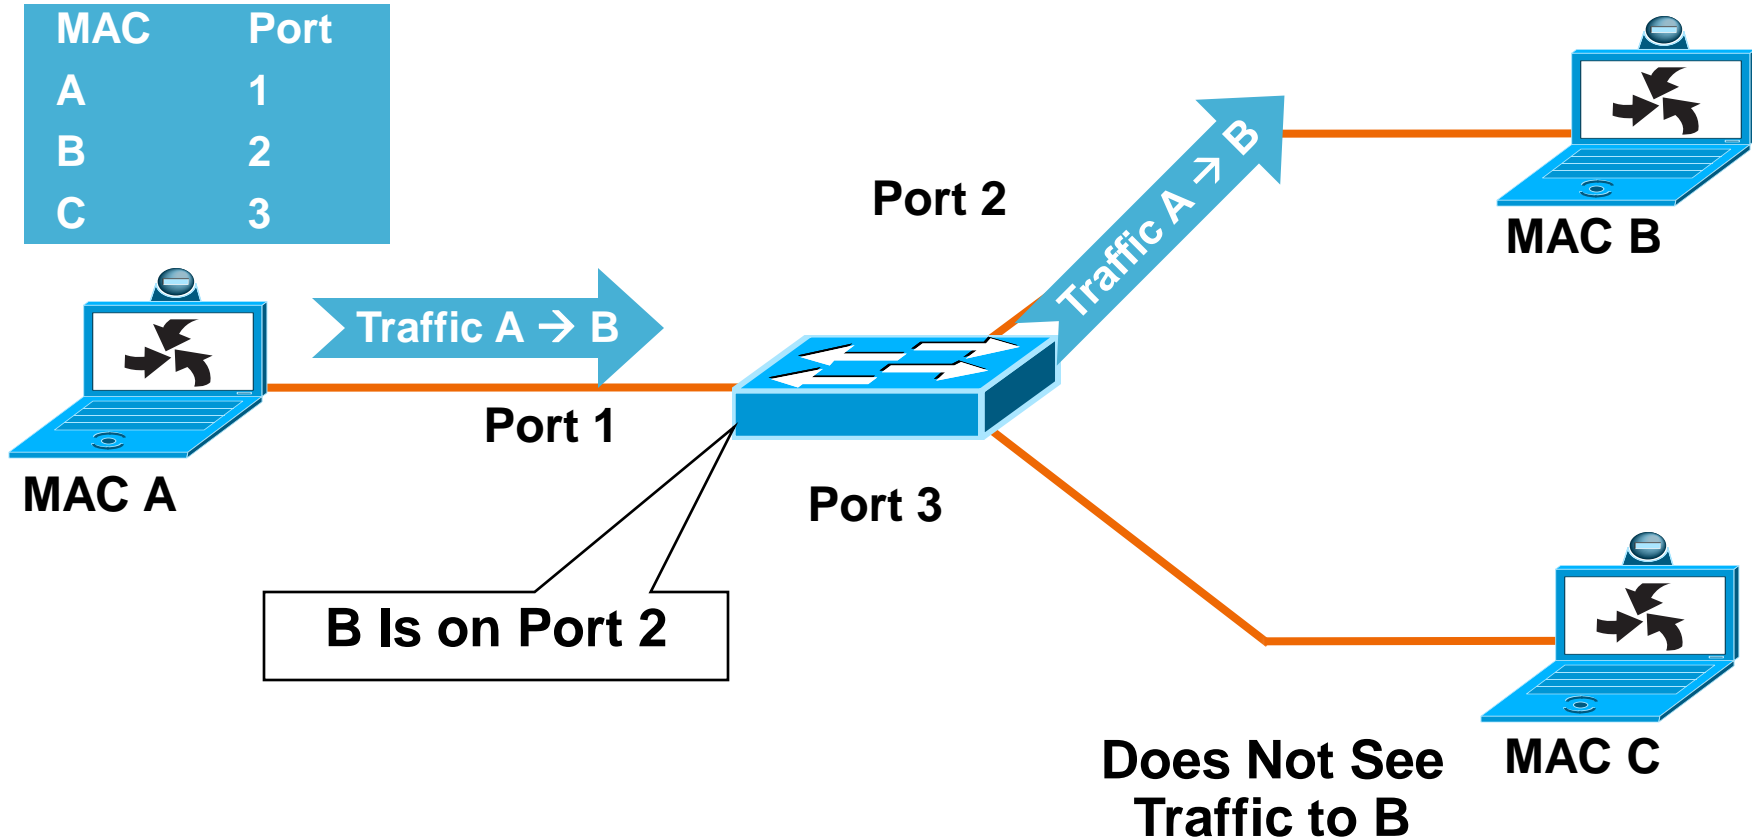 MAC Port
A 1
B 2
C 3
Traffic A → B
Port 1
MAC A
Port 2
Traffic A → B
MAC B
Port 3
B Is on Port 2
MAC C
Does Not See
Traffic to B